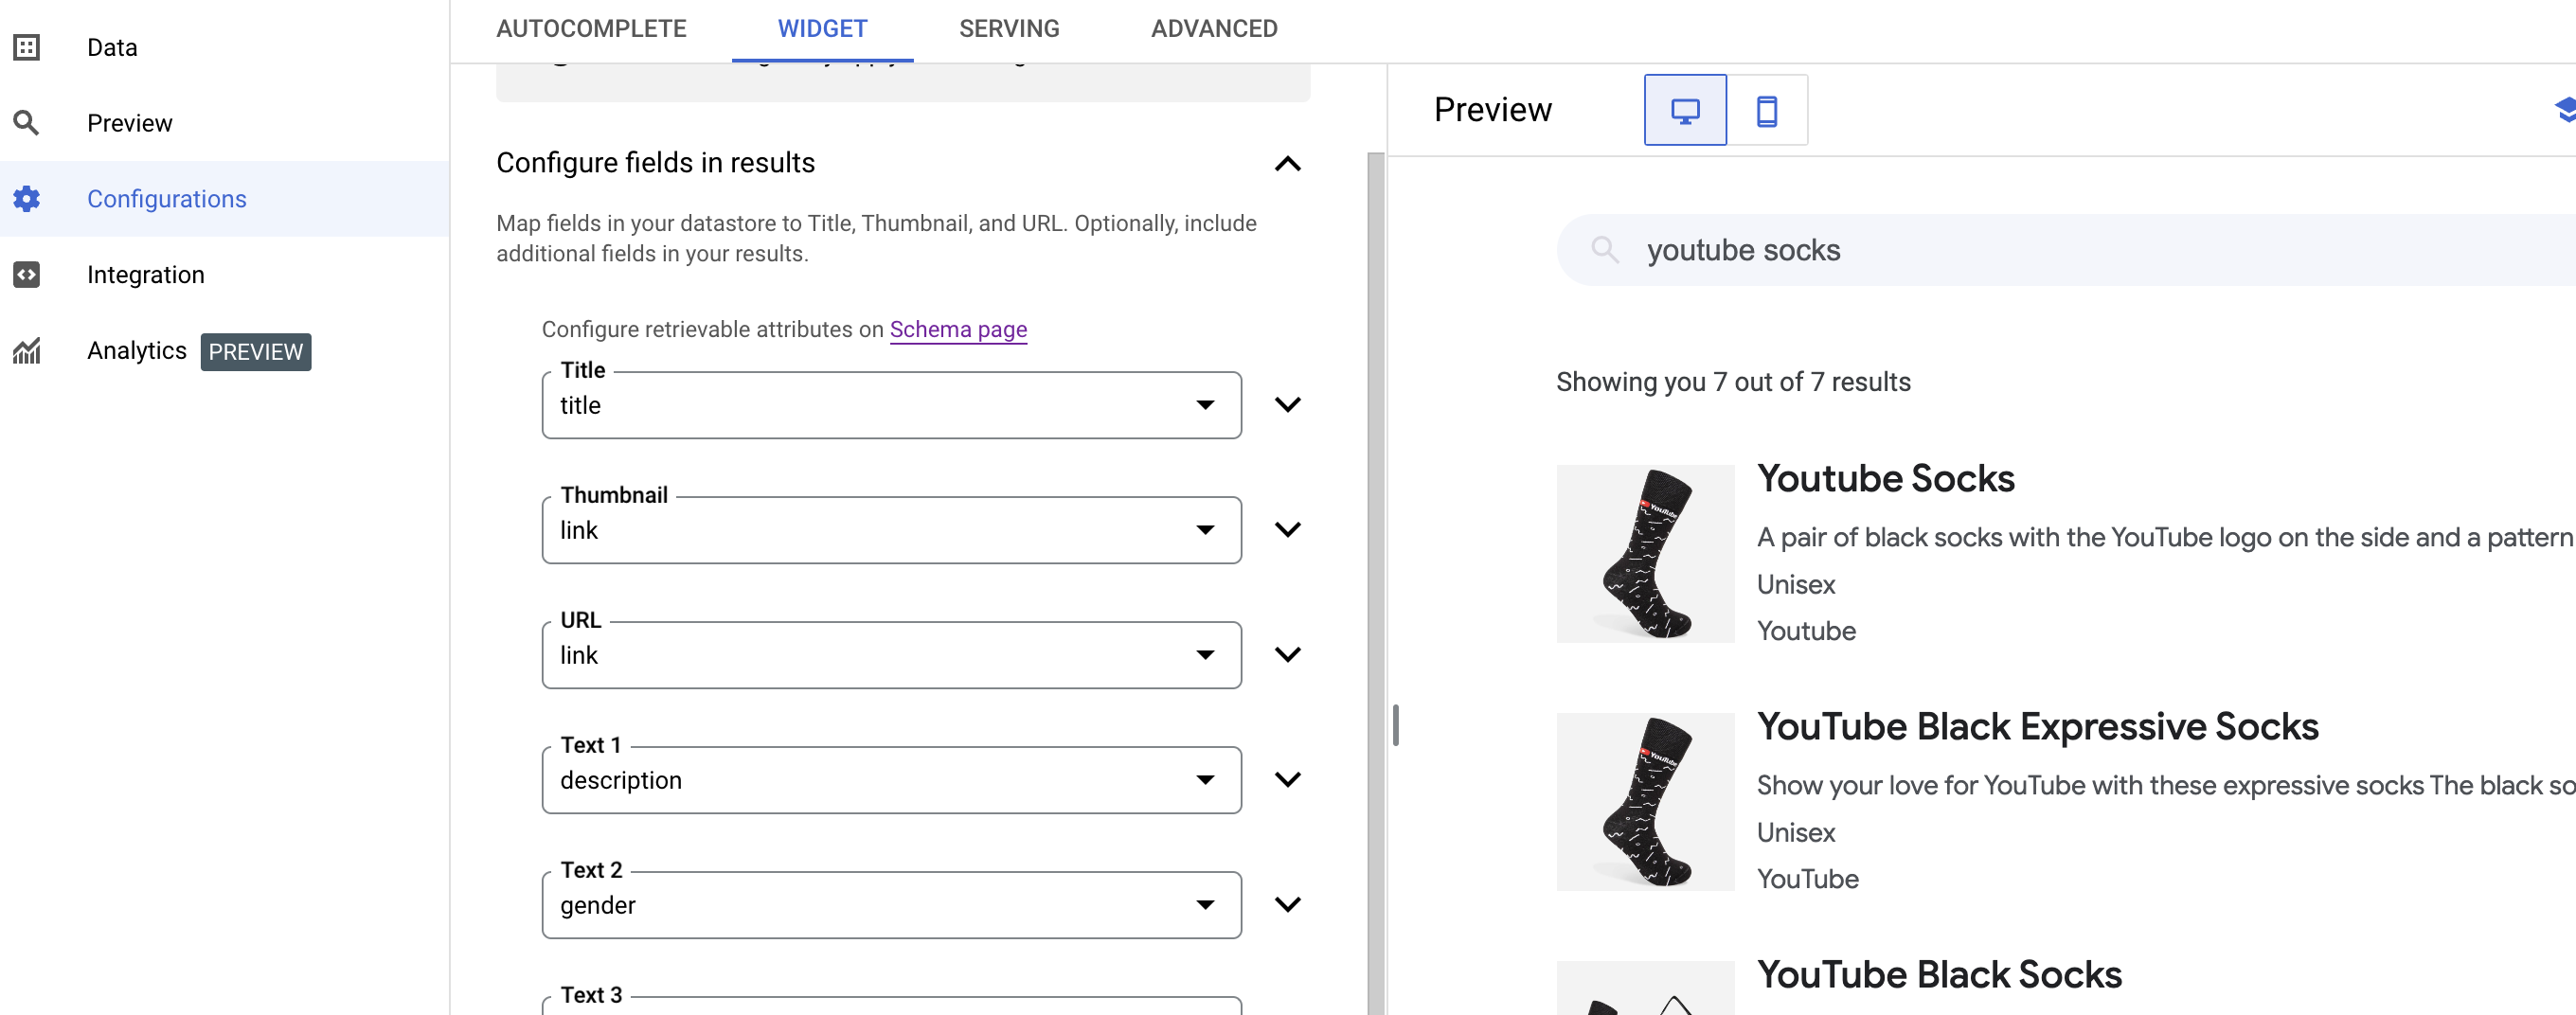 Data
Preview
Configurations
Integration
Analytics PREVIEW
AUTOCOMPLETE WIDGET SERVING ADVANCED
Configure fields in results
Map fields in your datastore to Title, Thumbnail, and URL. Optionally, include
additional fields in your results.
Configure retrievable attributes on Schema page
Title
title
Thumbnail
link
URL
link
Text 1
description
Text 2
gender
Text 3
Preview
youtube socks
Showing you 7 out of 7 results
YouTube
Youtube Socks
A pair of black socks with the YouTube logo on the side and a pattern
Unisex
Youtube
YouTube
YouTube Black Expressive Socks
Show your love for YouTube with these expressive socks The black so
Unisex
YouTube
YouTube Black Socks